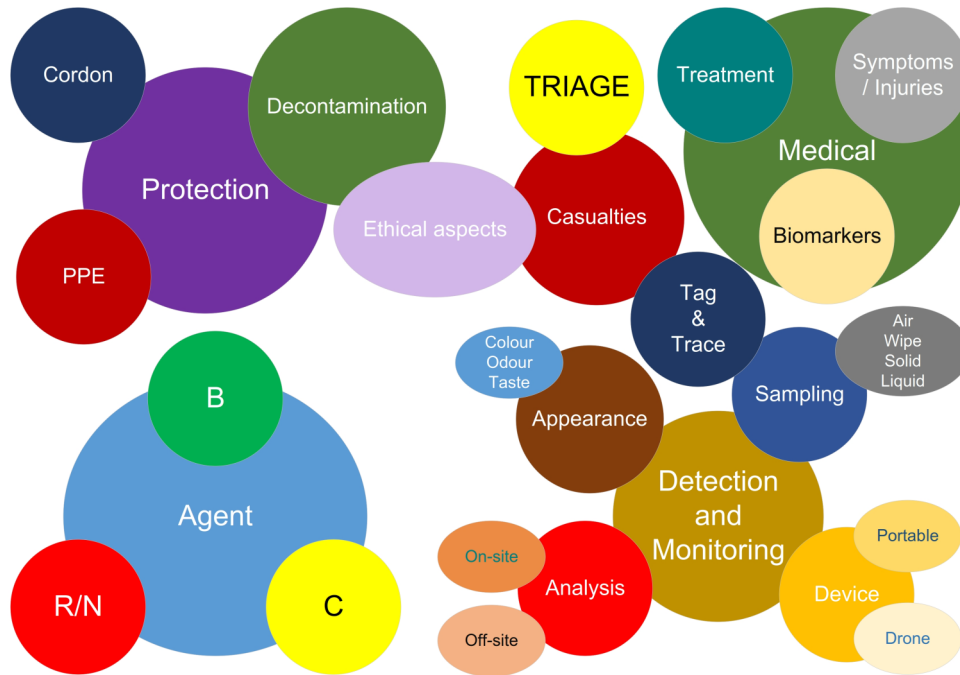 Cordon
Decontamination
Protection
PPE
Ethical aspects
TRIAGE
Casualties
Treatment
Symptoms
/ Injuries
Medical
Biomarkers
Tag
&
Trace
Air
Wipe
Solid
Liquid
Sampling
Colour
Odour
Taste
Appearance
Detection
and
Monitoring
On-site
Analysis
Off-site
Portable
Device
Drone
B
Agent
R/N
C